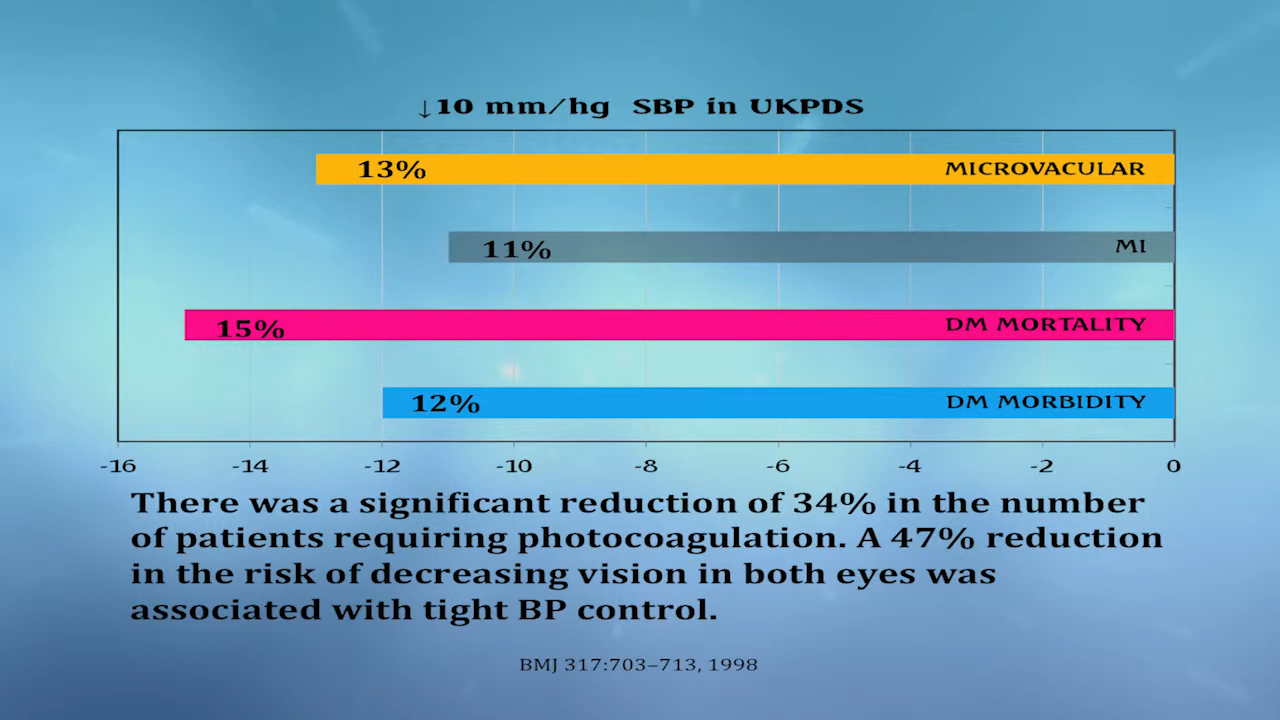 ↓10 mm/hg SBP in UKPDS
13% MICROVACULAR
11% MI
15% DM MORTALITY
12% DM MORBIDITY
-16 -14 -12 -10 -8 -6 -4 -2 0
There was a significant reduction of 34% in the number
of patients requiring photocoagulation. A 47% reduction
in the risk of decreasing vision in both eyes was
associated with tight BP control.
BMJ 317:703–713, 1998